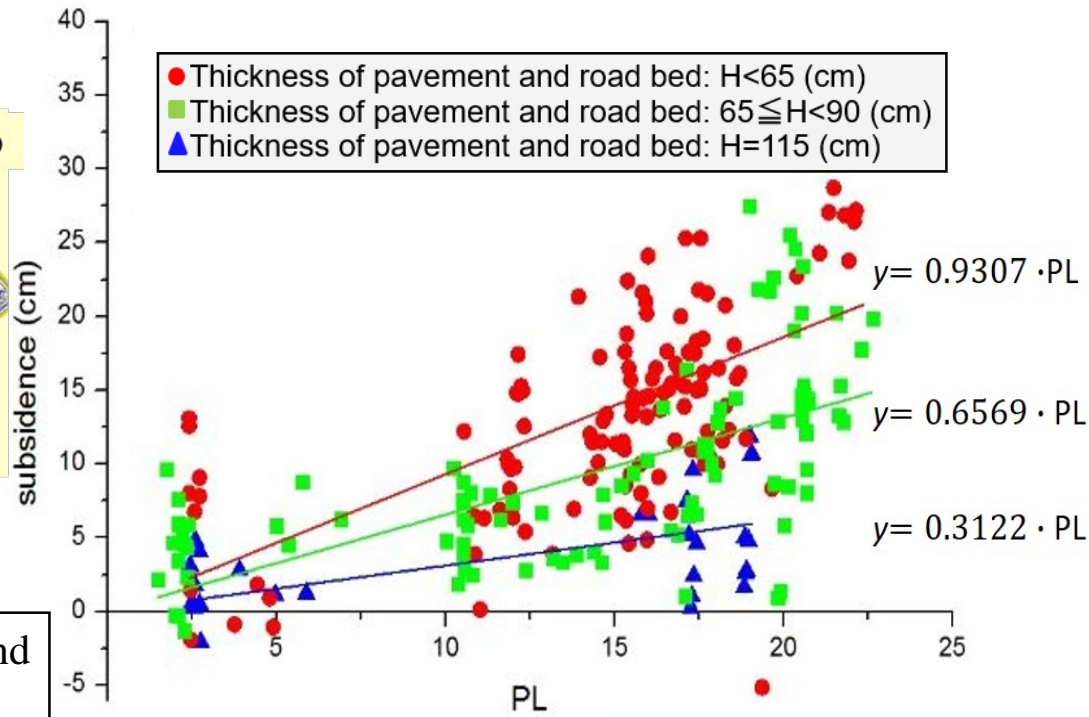 40
35
30
25
20
15
10
5
0
-5
subsidence (cm)
Thickness of pavement and road bed: H<65 (cm)
Thickness of pavement and road bed: 65≦H<90 (cm)
Thickness of pavement and road bed: H=115 (cm)
y= 0.9307 ·PL
y= 0.6569 · PL
y= 0.3122 · PL
5 10 15 20 25
PL